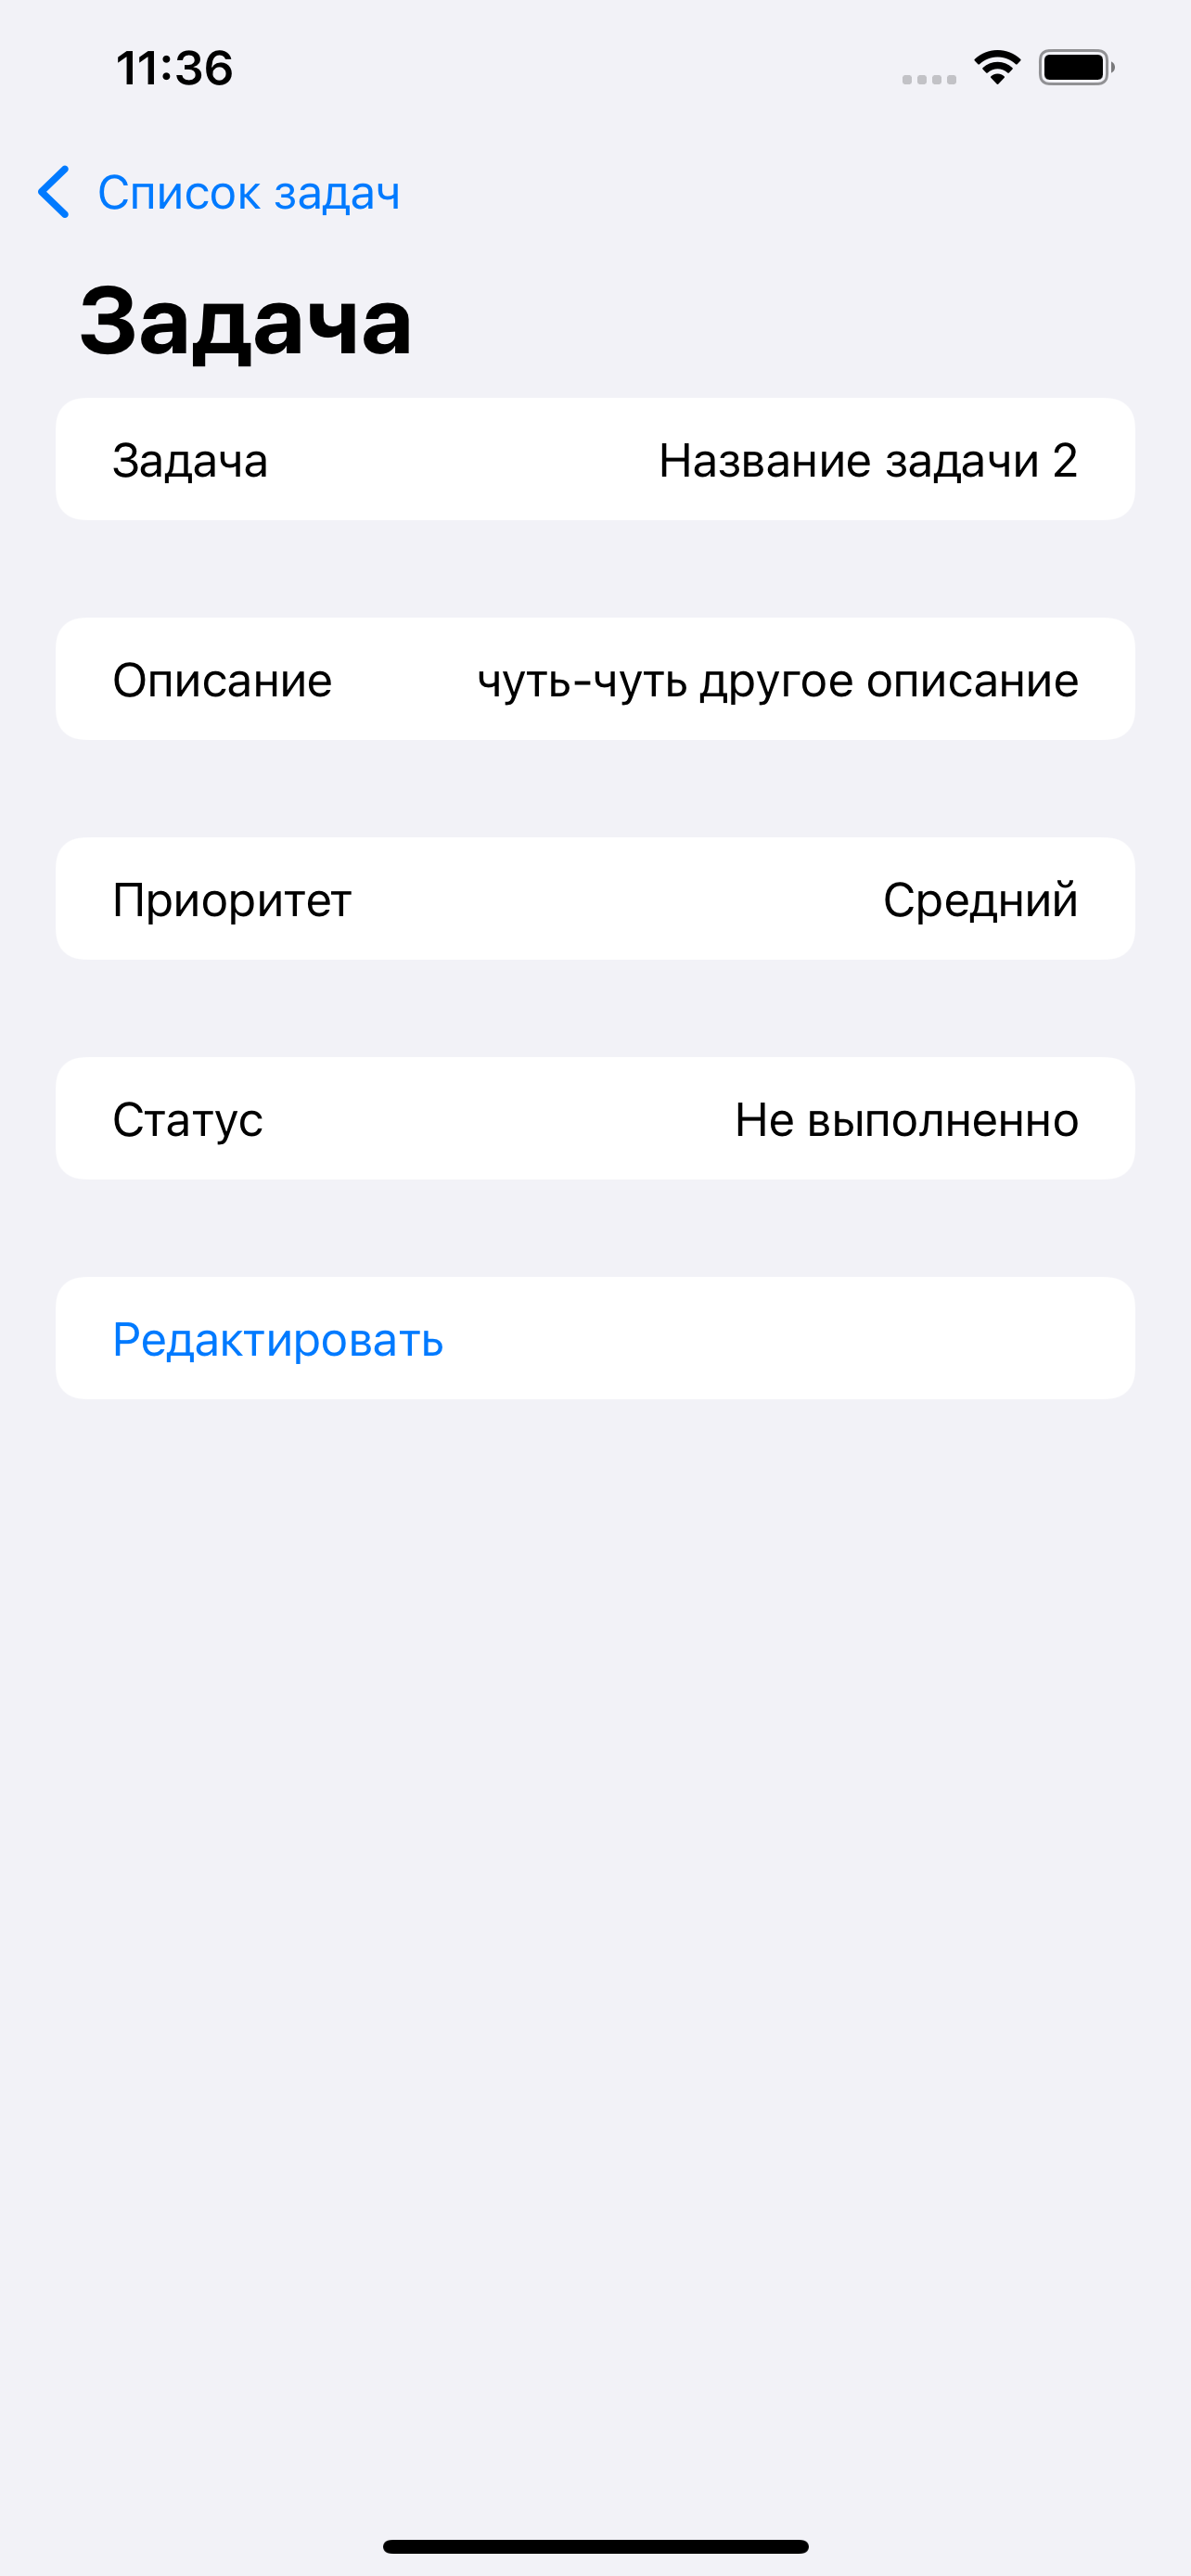 11:36
Список задач
Задача
Задача Название задачи 2
Описание чуть-чуть другое описание
Приоритет Средний
Статус Не выполненно
Редактировать